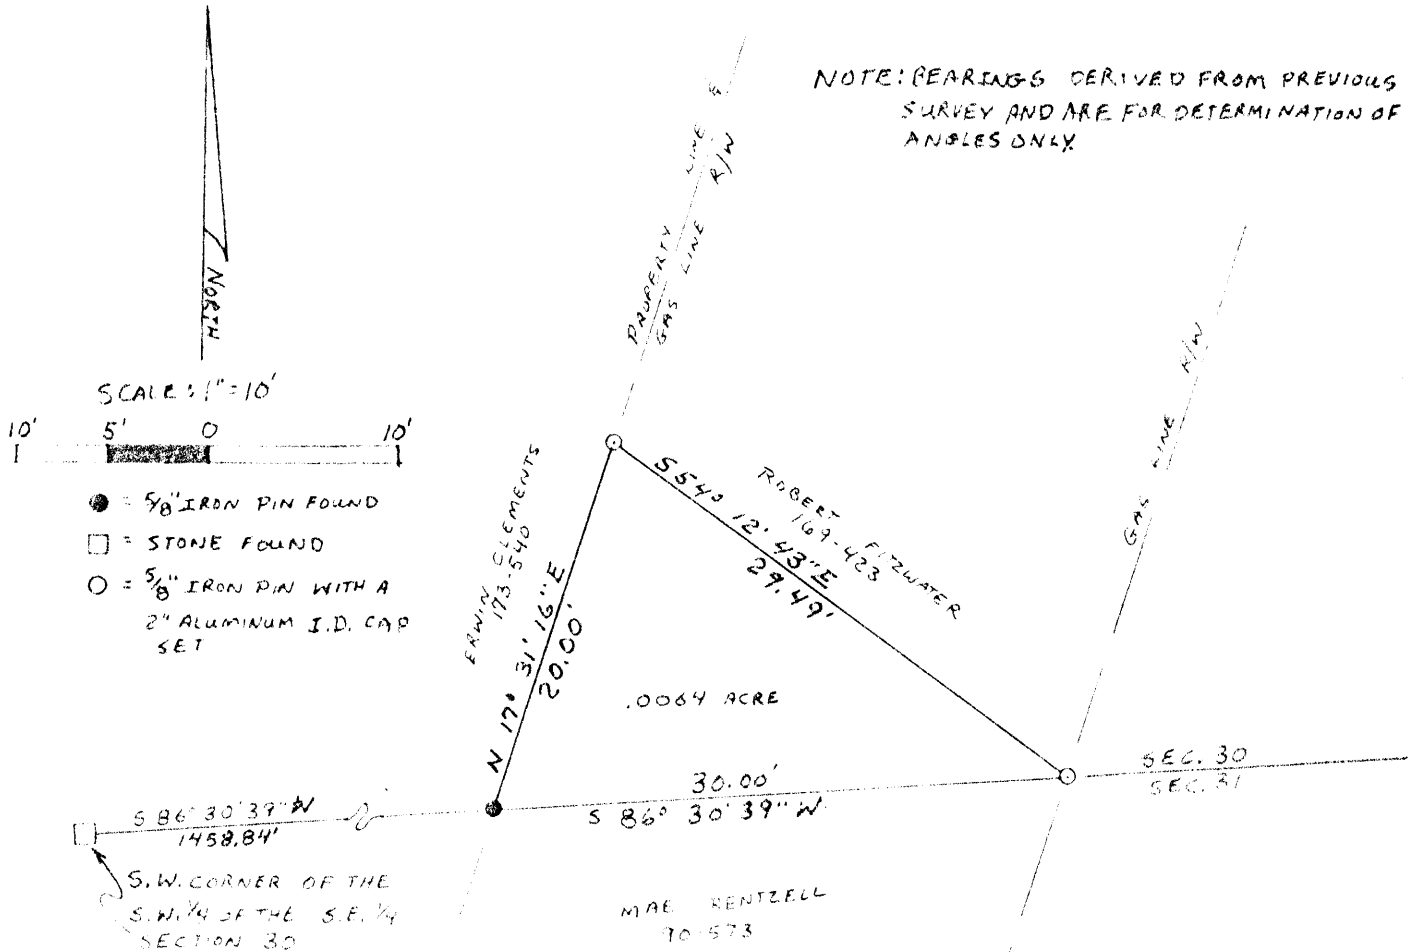 NOTE: BEARINGS DERIVED FROM PREVIOUS
SURVEY AND ARE FOR DETERMINATION OF
ANGLES ONLY.
NORTH
SCALE: 1"=10'
10' 5' 0 10'
= 5/8" IRON PIN FOUND
= STONE FOUND
= 5/8" IRON PIN WITH A
2" ALUMINUM I.D. CAP
SET
PROPERTY LINE &
GAS LINE R/W
GAS LINE R/W
ERWIN CLEMENTS
173-540
N 17° 31' 16" E
20.00'
ROBERT FITZWATER
169-423
S 54° 12' 43" E
29.49'
.0064 ACRE
30.00'
S 86° 30' 39" W
SEC. 30
SEC. 31
S 86° 30' 39" W
1458.84'
S.W. CORNER OF THE
S.W. 1/4 OF THE S.E. 1/4
SECTION 30
MAE RENTZELL
90-573